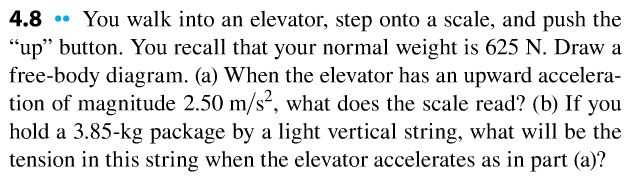 4.8 •• You walk into an elevator, step onto a scale, and push the
“up” button. You recall that your normal weight is 625 N. Draw a
free-body diagram. (a) When the elevator has an upward accelera-
tion of magnitude 2.50 m/s², what does the scale read? (b) If you
hold a 3.85-kg package by a light vertical string, what will be the
tension in this string when the elevator accelerates as in part (a)?